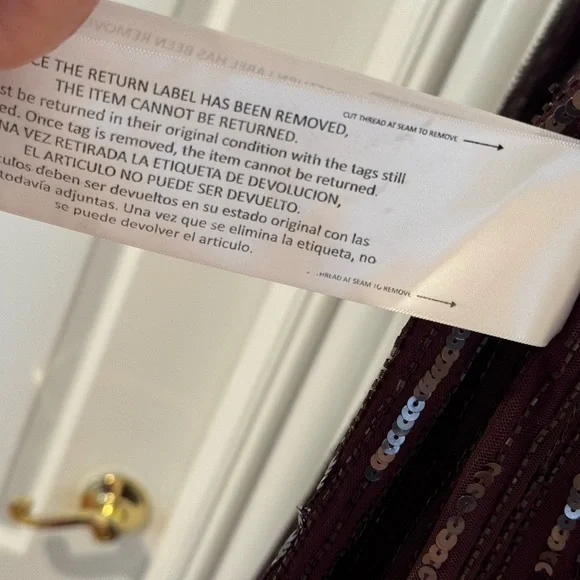 CE THE RETURN LABEL HAS BEEN REMOVED,
THE ITEM CANNOT BE RETURNED.
st be returned in their original condition with the tags still
ed. Once tag is removed, the item cannot be returned.
NA VEZ RETIRADA LA ETIQUETA DE DEVOLUCION,
EL ARTICULO NO PUEDE SER DEVUELTO.
culos deben ser devueltos en su estado original con las
todavía adjuntas. Una vez que se elimina la etiqueta, no
se puede devolver el articulo.
CUT THREAD AT SEAM TO REMOVE
THREAD AT SEAM TO REMOVE